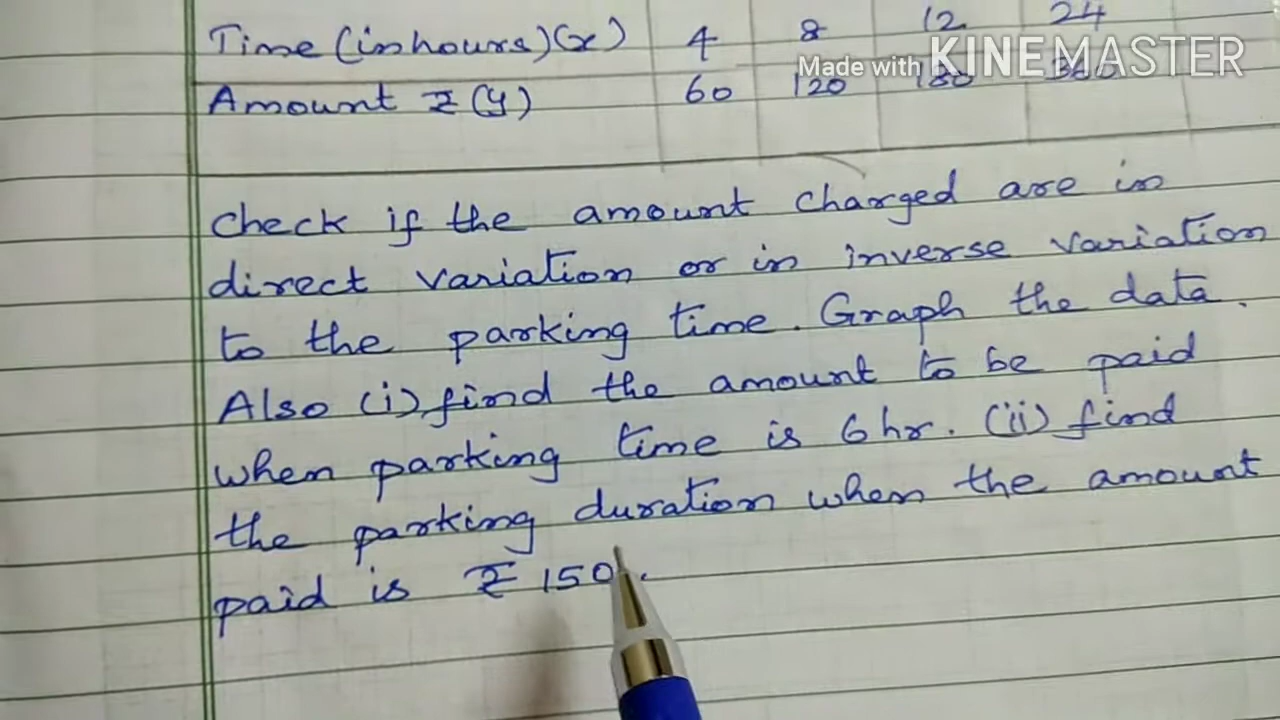 Time (in hours) (x) 4 8 12 24
Made with KINEMASTER
Amount ₹ (y) 60 120 180 360
Check if the amount charged are in
direct variation or in inverse variation
to the parking time. Graph the data.
Also (i) find the amount to be paid
when parking time is 6 hr. (ii) find
the parking duration when the amount
paid is ₹ 150.